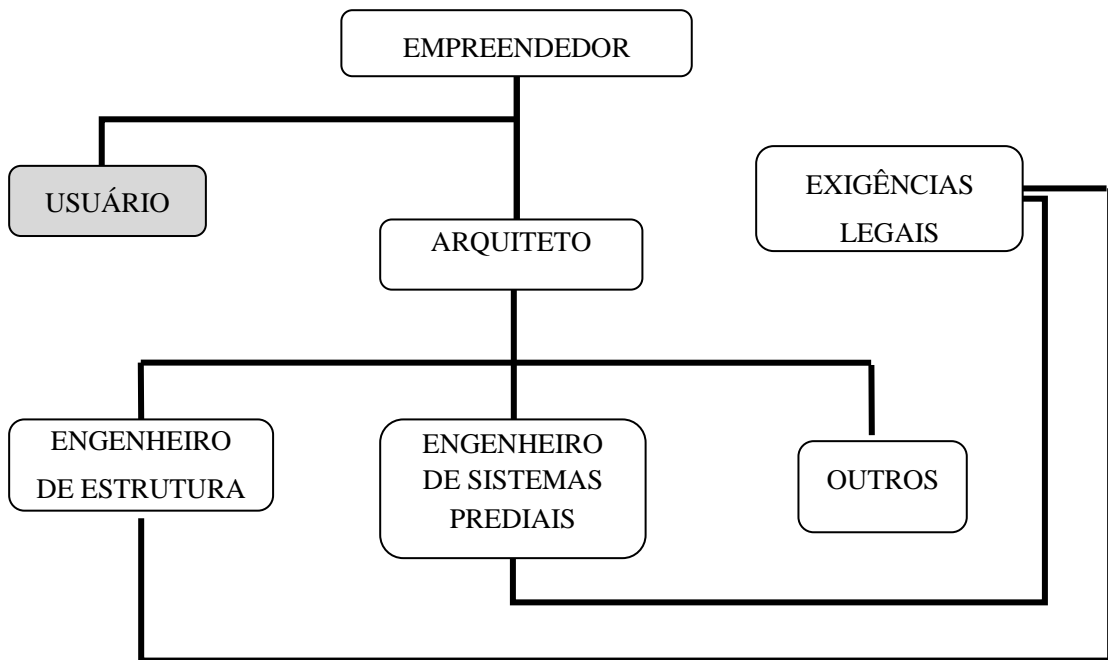 EMPREENDEDOR
USUÁRIO
EXIGÊNCIAS
LEGAIS
ARQUITETO
ENGENHEIRO
DE ESTRUTURA
ENGENHEIRO
DE SISTEMAS
PREDIAIS
OUTROS